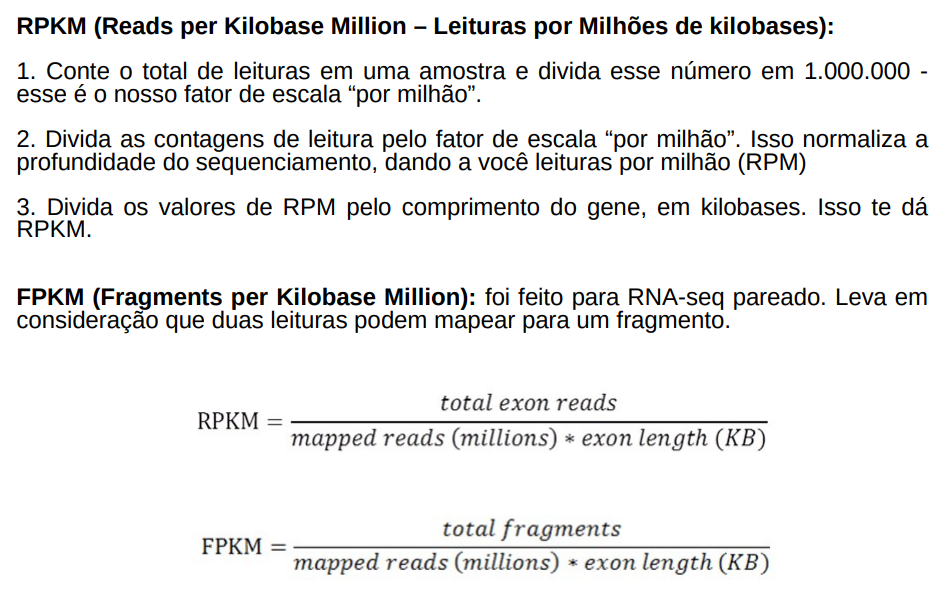 RPKM (Reads per Kilobase Million – Leituras por Milhões de kilobases):
1. Conte o total de leituras em uma amostra e divida esse número em 1.000.000 -
esse é o nosso fator de escala “por milhão”.
2. Divida as contagens de leitura pelo fator de escala “por milhão”. Isso normaliza a
profundidade do sequenciamento, dando a você leituras por milhão (RPM)
3. Divida os valores de RPM pelo comprimento do gene, em kilobases. Isso te dá
RPKM.
FPKM (Fragments per Kilobase Million): foi feito para RNA-seq pareado. Leva em
consideração que duas leituras podem mapear para um fragmento.
total exon reads
RPKM =
mapped reads (millions) * exon length (KB)
total fragments
FPKM =
mapped reads (millions) * exon length (KB)